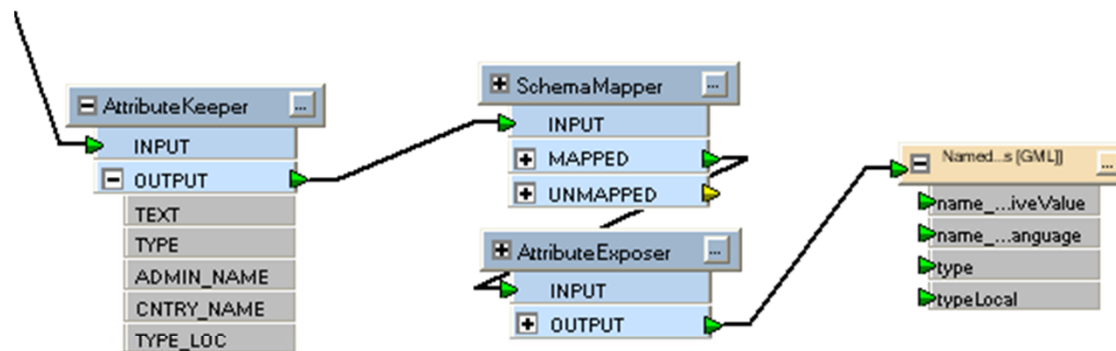 AttributeKeeper ...
INPUT
OUTPUT
TEXT
TYPE
ADMIN_NAME
CNTRY_NAME
TYPE_LOC
SchemaMapper ...
INPUT
MAPPED
UNMAPPED
AttributeExposer ...
INPUT
OUTPUT
Named...s [GML]] ...
name_...iveValue
name_...anguage
type
typeLocal